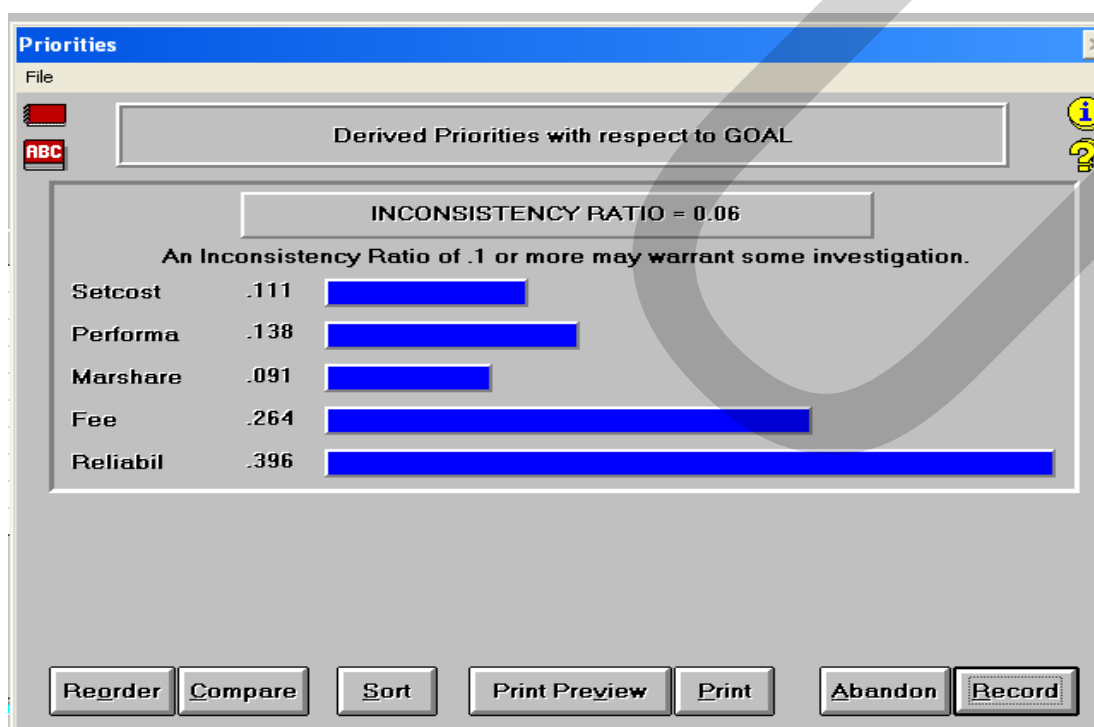 Priorities
File
ABC
Derived Priorities with respect to GOAL
i
?
INCONSISTENCY RATIO = 0.06
An Inconsistency Ratio of .1 or more may warrant some investigation.
Setcost .111
Performa .138
Marshare .091
Fee .264
Reliabil .396
Reorder Compare Sort Print Preview Print Abandon Record